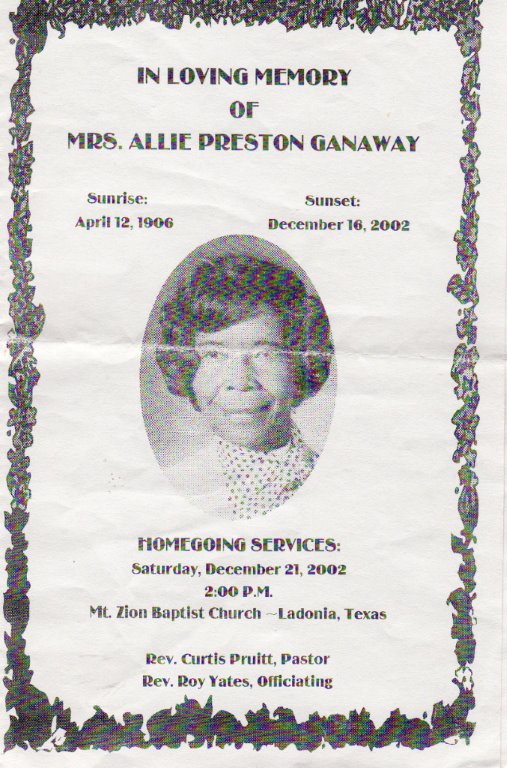 IN LOVING MEMORY
OF
MRS. ALLIE PRESTON GANAWAY
Sunrise:
April 12, 1906
Sunset:
December 16, 2002
HOMEGOING SERVICES:
Saturday, December 21, 2002
2:00 P.M.
Mt. Zion Baptist Church ~Ladonia, Texas
Rev. Curtis Pruitt, Pastor
Rev. Roy Yates, Officiating